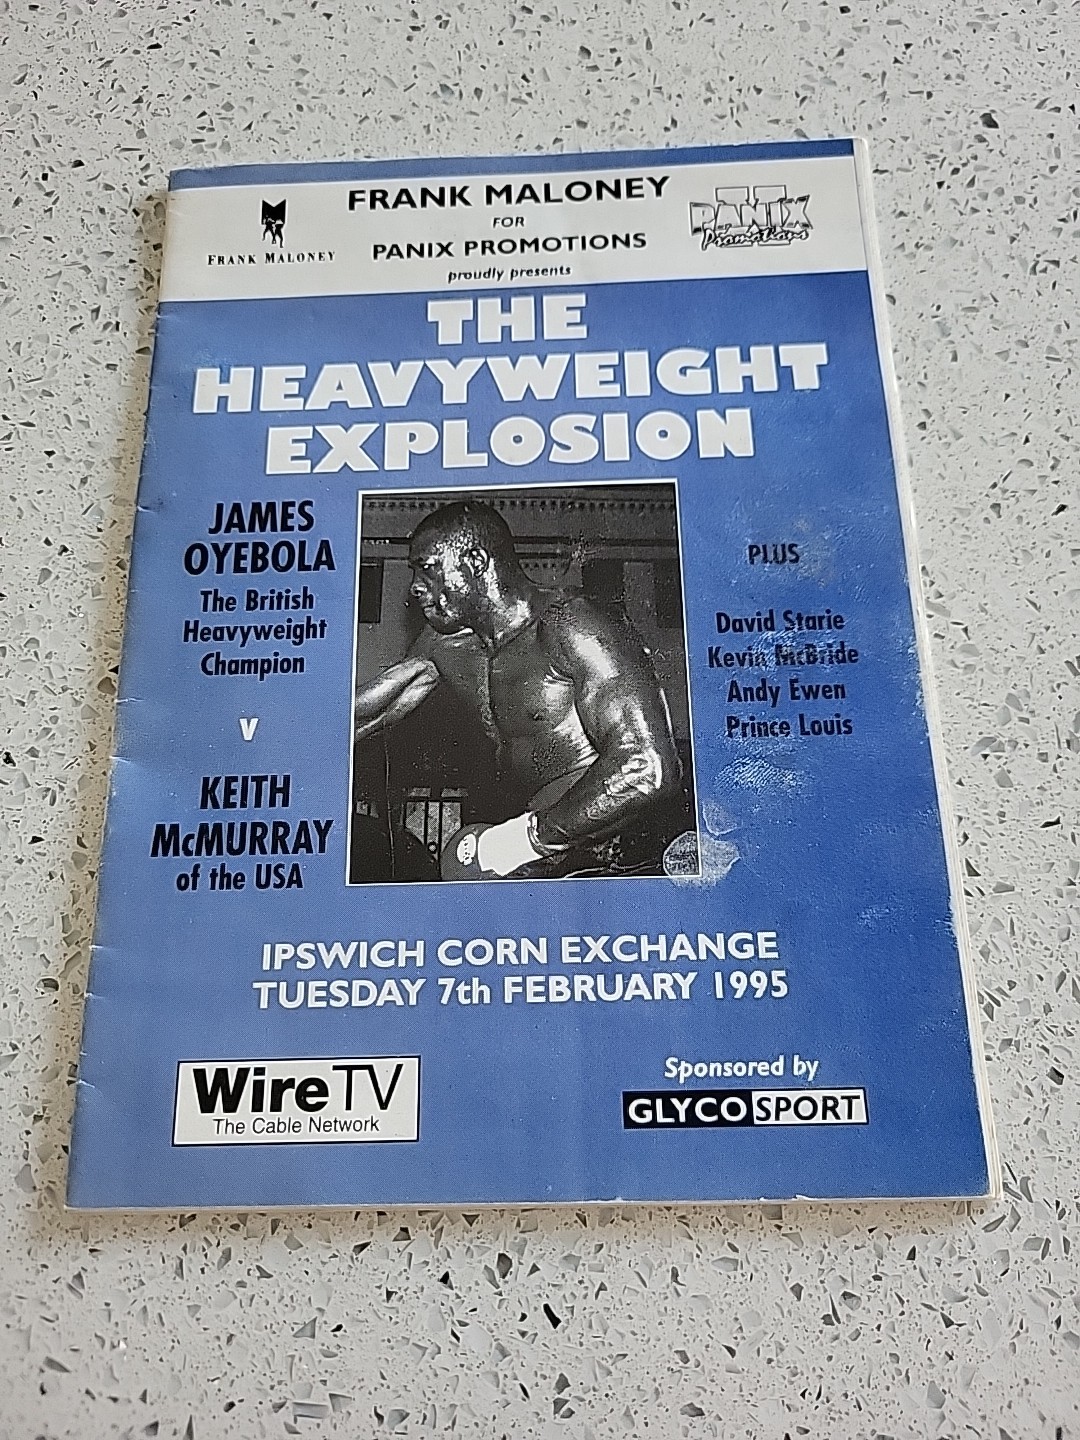 FRANK MALONEY
FRANK MALONEY
FOR
PANIX PROMOTIONS
proudly presents
PANIX
Promotions
THE
HEAVYWEIGHT
EXPLOSION
JAMES
OYEBOLA
The British
Heavyweight
Champion
v
KEITH
McMURRAY
of the USA
PLUS
David Starie
Kevin McBride
Andy Ewen
Prince Louis
IPSWICH CORN EXCHANGE
TUESDAY 7th FEBRUARY 1995
WireTV
The Cable Network
Sponsored by
GLYCOSPORT